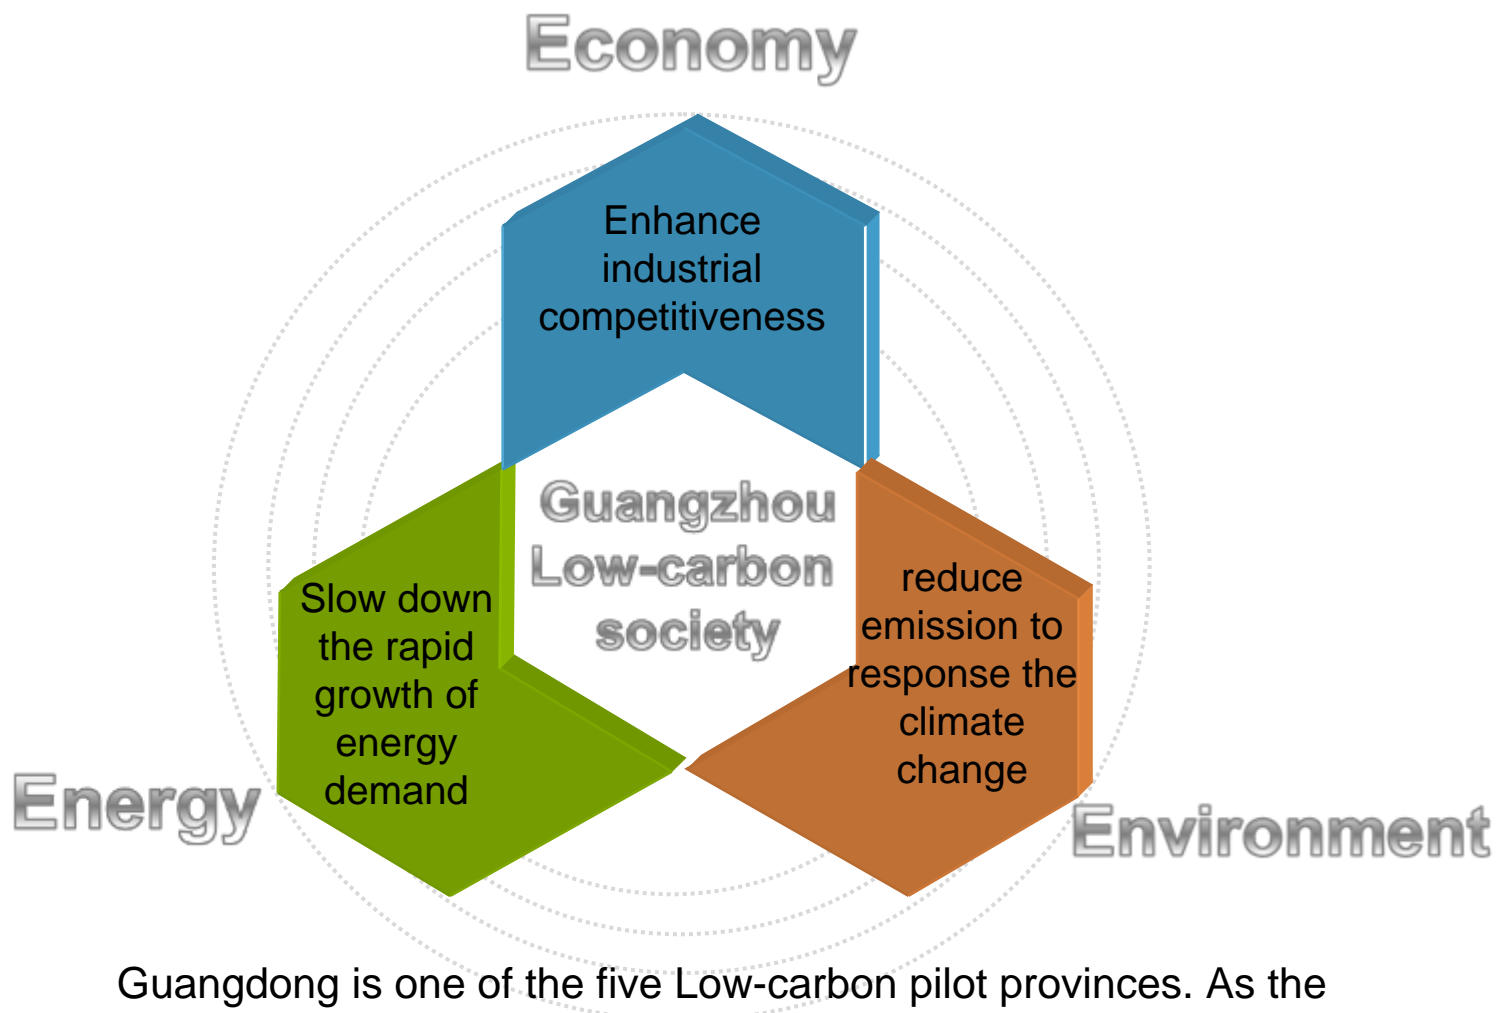 Economy
Enhance
industrial
competitiveness
Guangzhou
Low-carbon
society
Slow down
the rapid
growth of
energy
demand
reduce
emission to
response the
climate
change
Energy
Environment
Guangdong is one of the five Low-carbon pilot provinces. As the